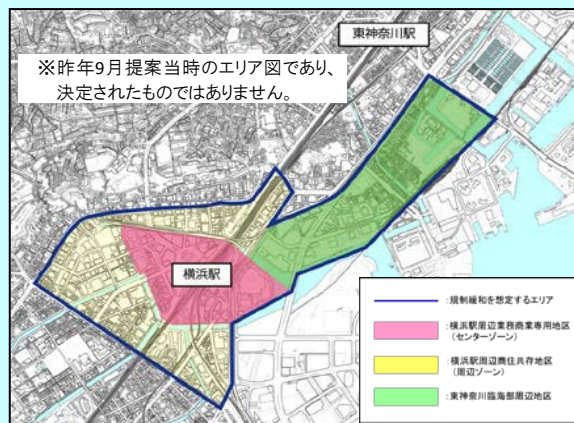 東神奈川駅
※昨年9月提案当時のエリア図であり、
決定されたものではありません。
横浜駅
:規制緩和を想定するエリア
:横浜駅周辺業務商業専用地区
(センターゾーン)
:横浜駅周辺商住共存地区
(周辺ゾーン)
:東神奈川臨海部周辺地区